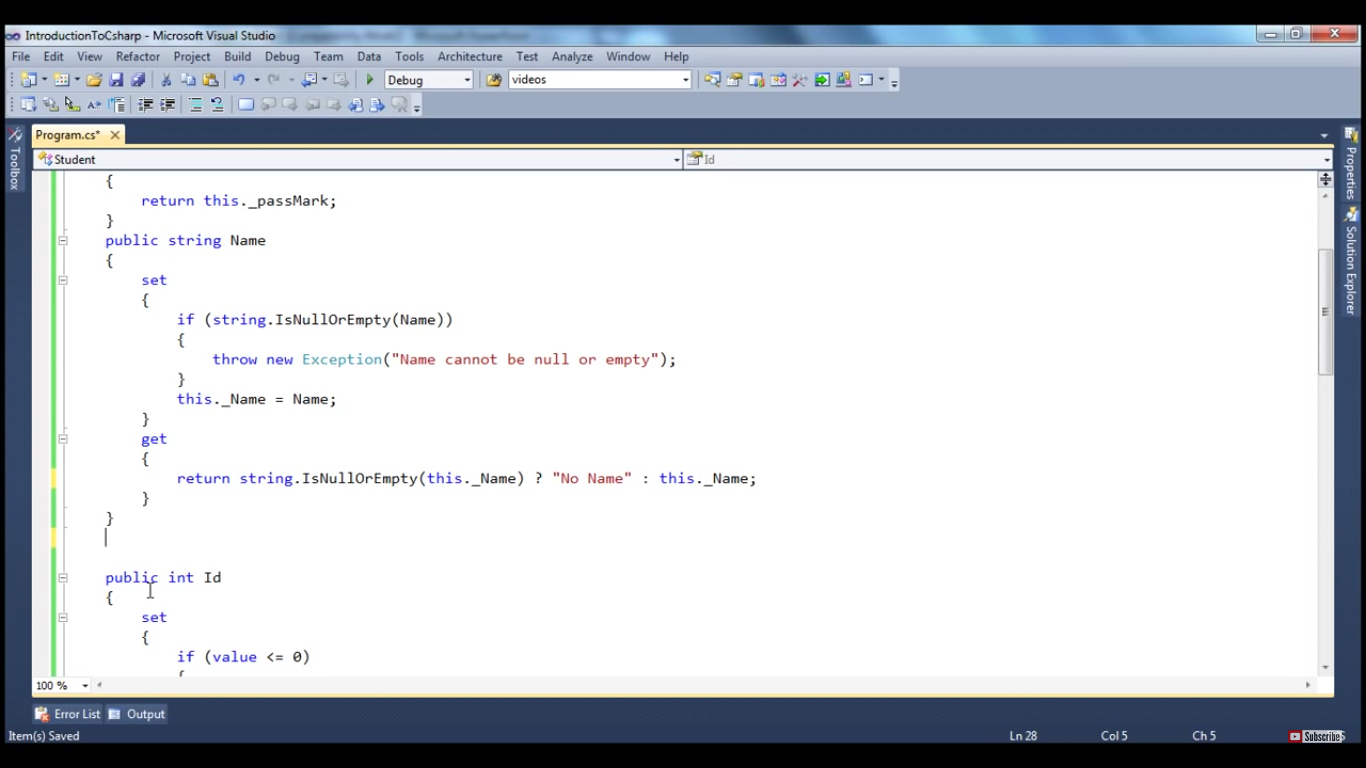 IntroductionToCsharp - Microsoft Visual Studio
File Edit View Refactor Project Build Debug Team Data Tools Architecture Test Analyze Window Help
Debug videos
Program.cs*
Student Id
{
return this._passMark;
}
public string Name
{
set
{
if (string.IsNullOrEmpty(Name))
{
throw new Exception("Name cannot be null or empty");
}
this._Name = Name;
}
get
{
return string.IsNullOrEmpty(this._Name) ? "No Name" : this._Name;
}
}
public int Id
{
set
{
if (value <= 0)
{
100 %
Error List Output
Item(s) Saved Ln 28 Col 5 Ch 5 Subscribe
Toolbox
Properties
Solution Explorer